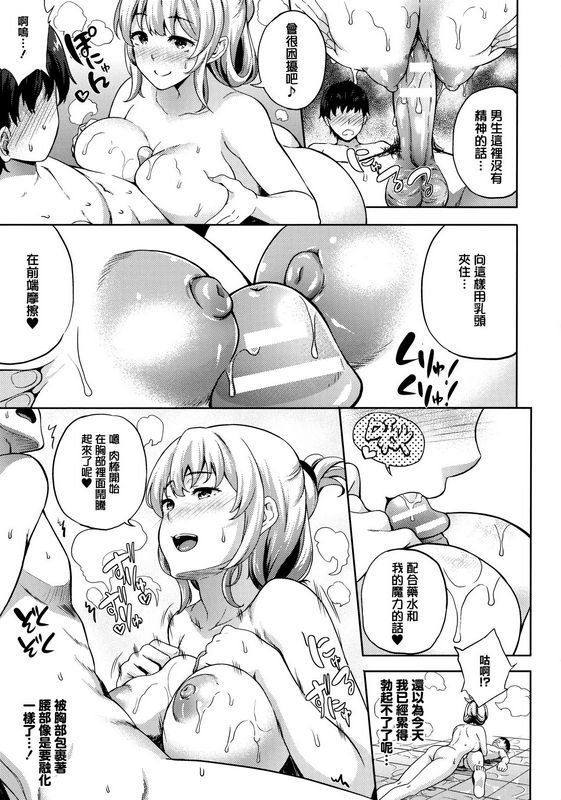 男生這裡沒有
精神的話…
會很困擾吧♪
ぽにゅん
啊嗚…!
向這樣用乳頭
夾住…
くりゅ!
くりゅ!
在前端摩擦♥
配合藥水和
我的魔力的話♥
噫 肉棒開始
在胸部裡面鬧騰
起來了呢♥
ぞくぞく
咕啊!?
還以為今天
我已經累得
勃起不了了呢…
被胸部包裹著
腰部像是要融化
一樣了…!